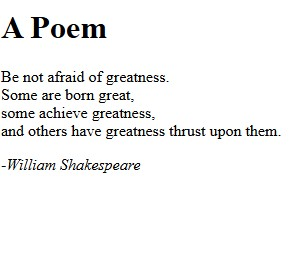 A Poem
Be not afraid of greatness.
Some are born great,
some achieve greatness,
and others have greatness thrust upon them.
-William Shakespeare